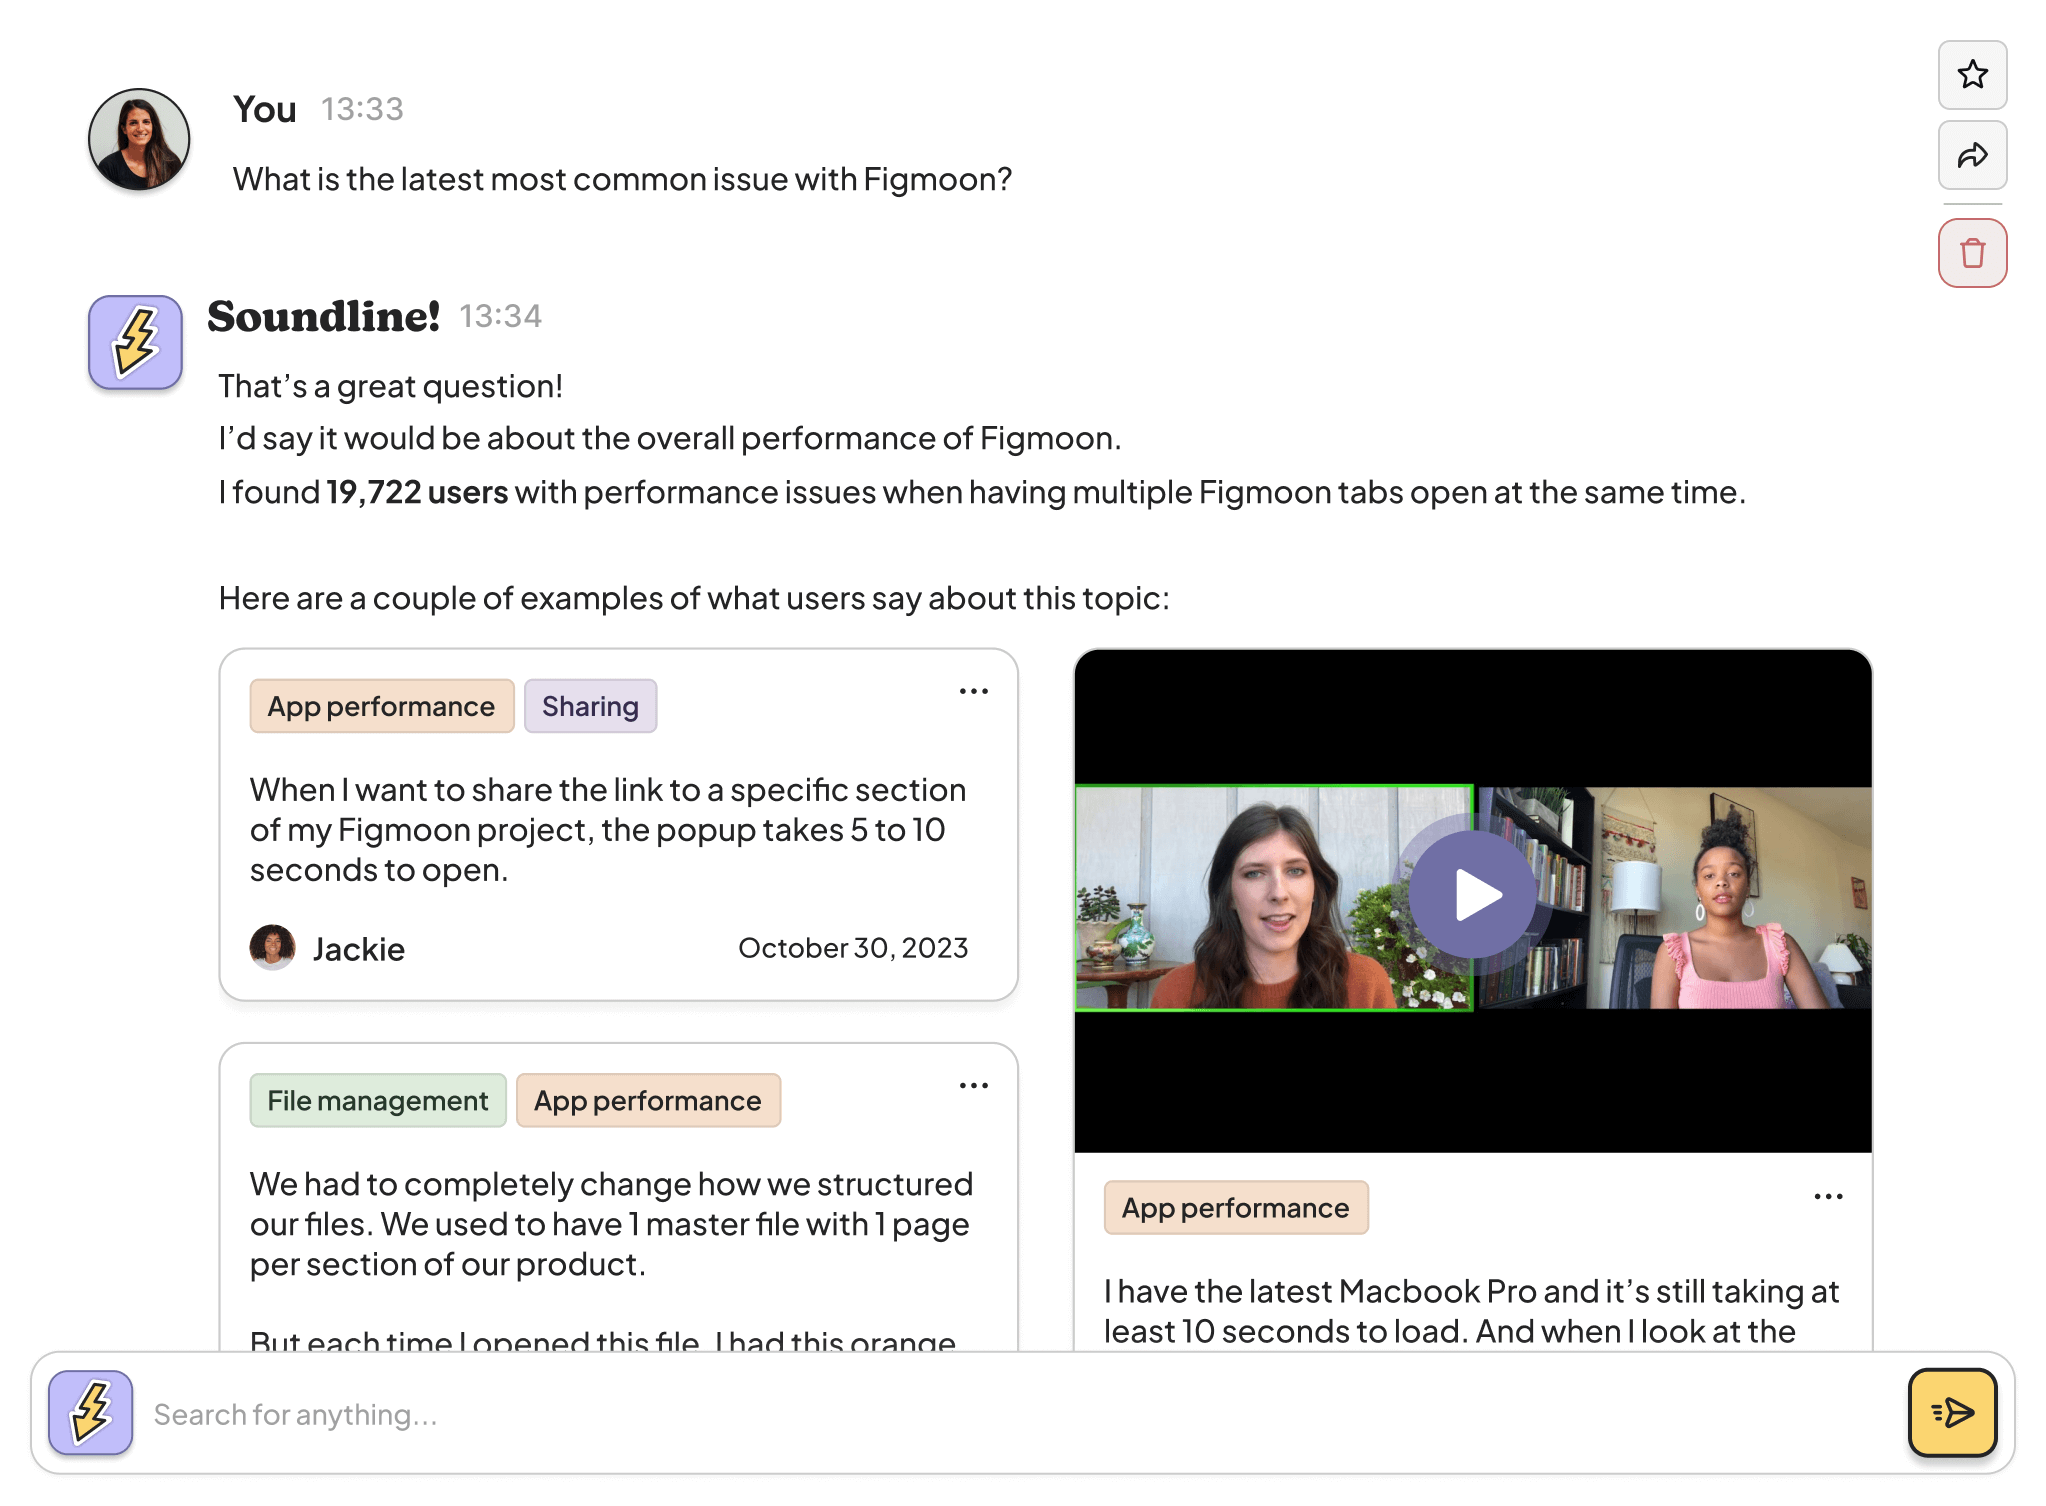 You 13:33
What is the latest most common issue with Figmoon?
Soundline! 13:34
That’s a great question!
I’d say it would be about the overall performance of Figmoon.
I found 19,722 users with performance issues when having multiple Figmoon tabs open at the same time.
Here are a couple of examples of what users say about this topic:
App performance Sharing
When I want to share the link to a specific section
of my Figmoon project, the popup takes 5 to 10
seconds to open.
Jackie October 30, 2023
File management App performance
We had to completely change how we structured
our files. We used to have 1 master file with 1 page
per section of our product.
But each time I opened this file, I had this orange
App performance
I have the latest Macbook Pro and it’s still taking at
least 10 seconds to load. And when I look at the
Search for anything...